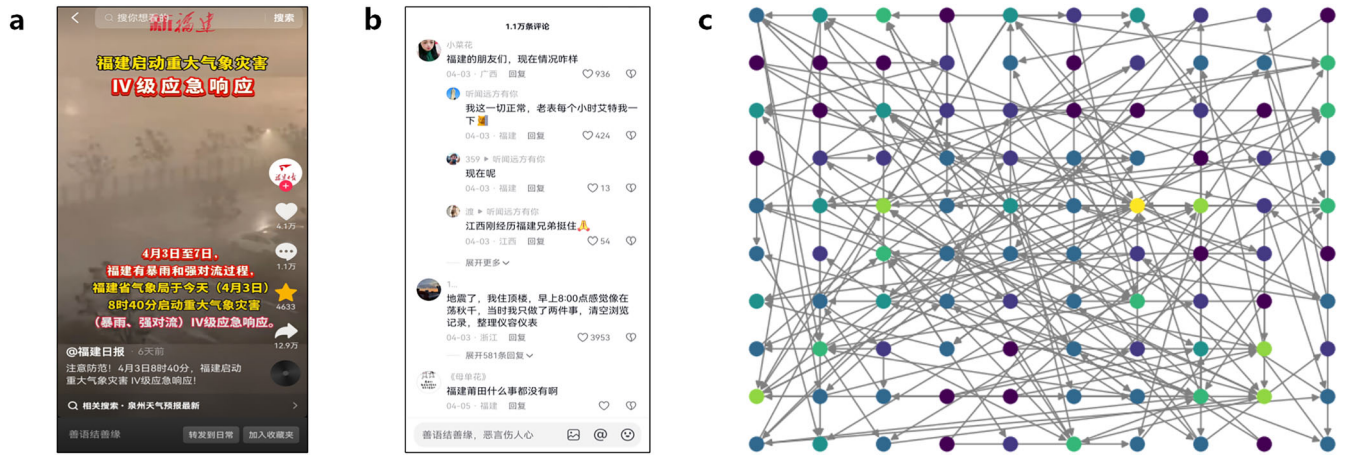 a
搜你想看的
搜索
新福建
福建启动重大气象灾害
IV级应急响应
4.1万
1.1万
4633
12.9万
4月3日至7日，
福建有暴雨和强对流过程，
福建省气象局于今天（4月3日）
8时40分启动重大气象灾害
（暴雨、强对流）IV级应急响应。
@福建日报 · 6天前
注意防范！4月3日8时40分，福建启动
重大气象灾害 IV级应急响应！
相关搜索 · 泉州天气预报最新
善语结善缘
转发到日常
加入收藏夹
b
1.1万条评论
小菜花
福建的朋友们，现在情况咋样
04-03 · 广西 回复 936
听闻远方有你
我这一切正常，老表每个小时艾特我一
下
04-03 · 福建 回复 424
359 ▶ 听闻远方有你
现在呢
04-03 · 福建 回复 13
渡 ▶ 听闻远方有你
江西刚经历福建兄弟挺住🙏
04-03 · 江西 回复 54
展开更多
1...
地震了，我住顶楼，早上8:00点感觉像在
荡秋千，当时我只做了两件事，清空浏览
记录，整理仪容仪表
04-03 · 浙江 回复 3953
展开581条回复
《母单花》
福建莆田什么事都没有啊
04-05 · 福建 回复
善语结善缘，恶言伤人心
c